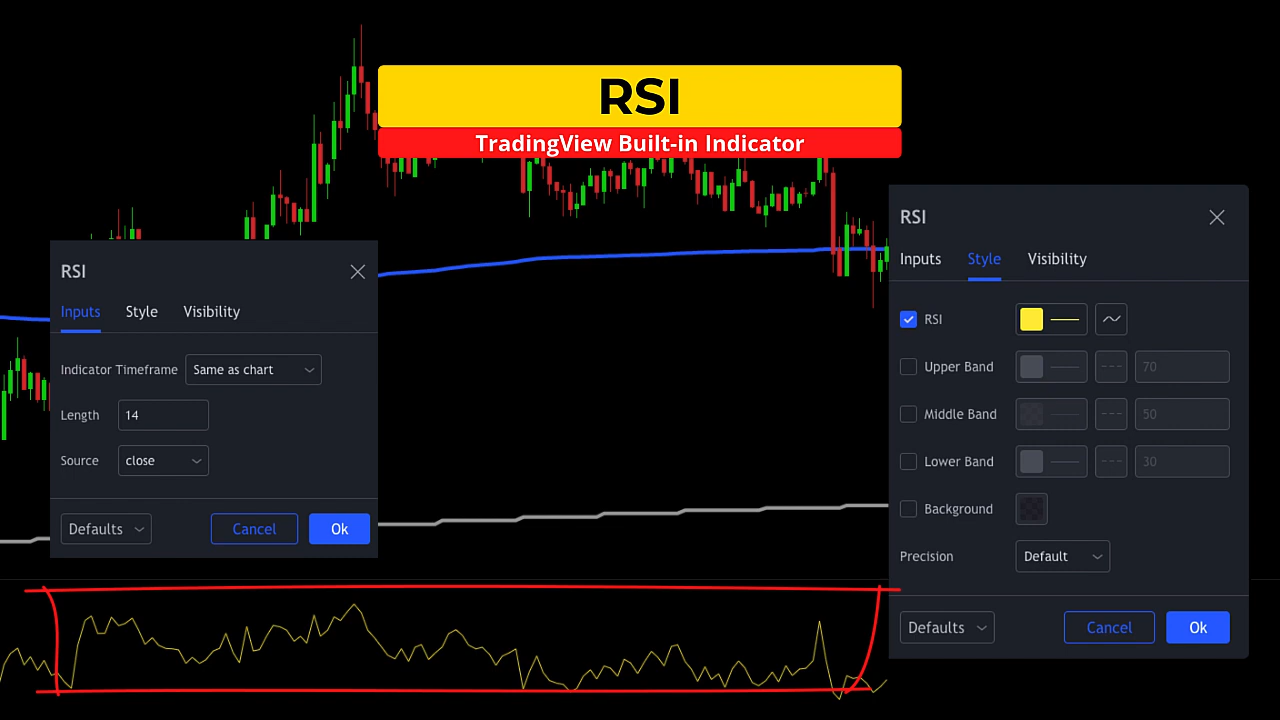 RSI
TradingView Built-in Indicator
RSI
Inputs Style Visibility
Indicator Timeframe Same as chart
Length 14
Source close
Defaults Cancel Ok
RSI
Inputs Style Visibility
RSI
Upper Band 70
Middle Band 50
Lower Band 30
Background
Precision Default
Defaults Cancel Ok